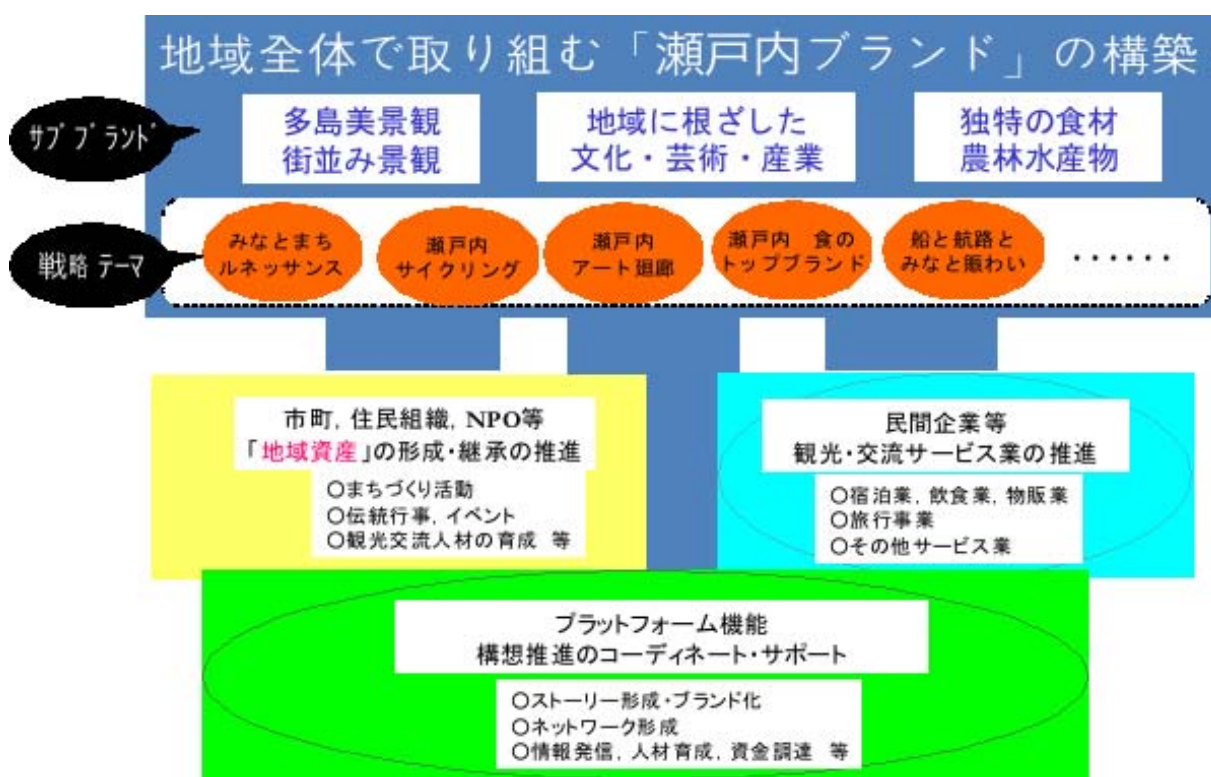 地域全体で取り組む「瀬戸内ブランド」の構築
サブブランド
多島美景観
街並み景観
地域に根ざした
文化・芸術・産業
独特の食材
農林水産物
戦略テーマ
みなとまち
ルネッサンス
瀬戸内
サイクリング
瀬戸内
アート廻廊
瀬戸内 食の
トップブランド
船と航路と
みなと賑わい
・・・・・・
市町, 住民組織, NPO等
「地域資産」の形成・継承の推進
○まちづくり活動
○伝統行事, イベント
○観光交流人材の育成 等
民間企業等
観光・交流サービス業の推進
○宿泊業, 飲食業, 物販業
○旅行事業
○その他サービス業
プラットフォーム機能
構想推進のコーディネート・サポート
○ストーリー形成・ブランド化
○ネットワーク形成
○情報発信, 人材育成, 資金調達 等